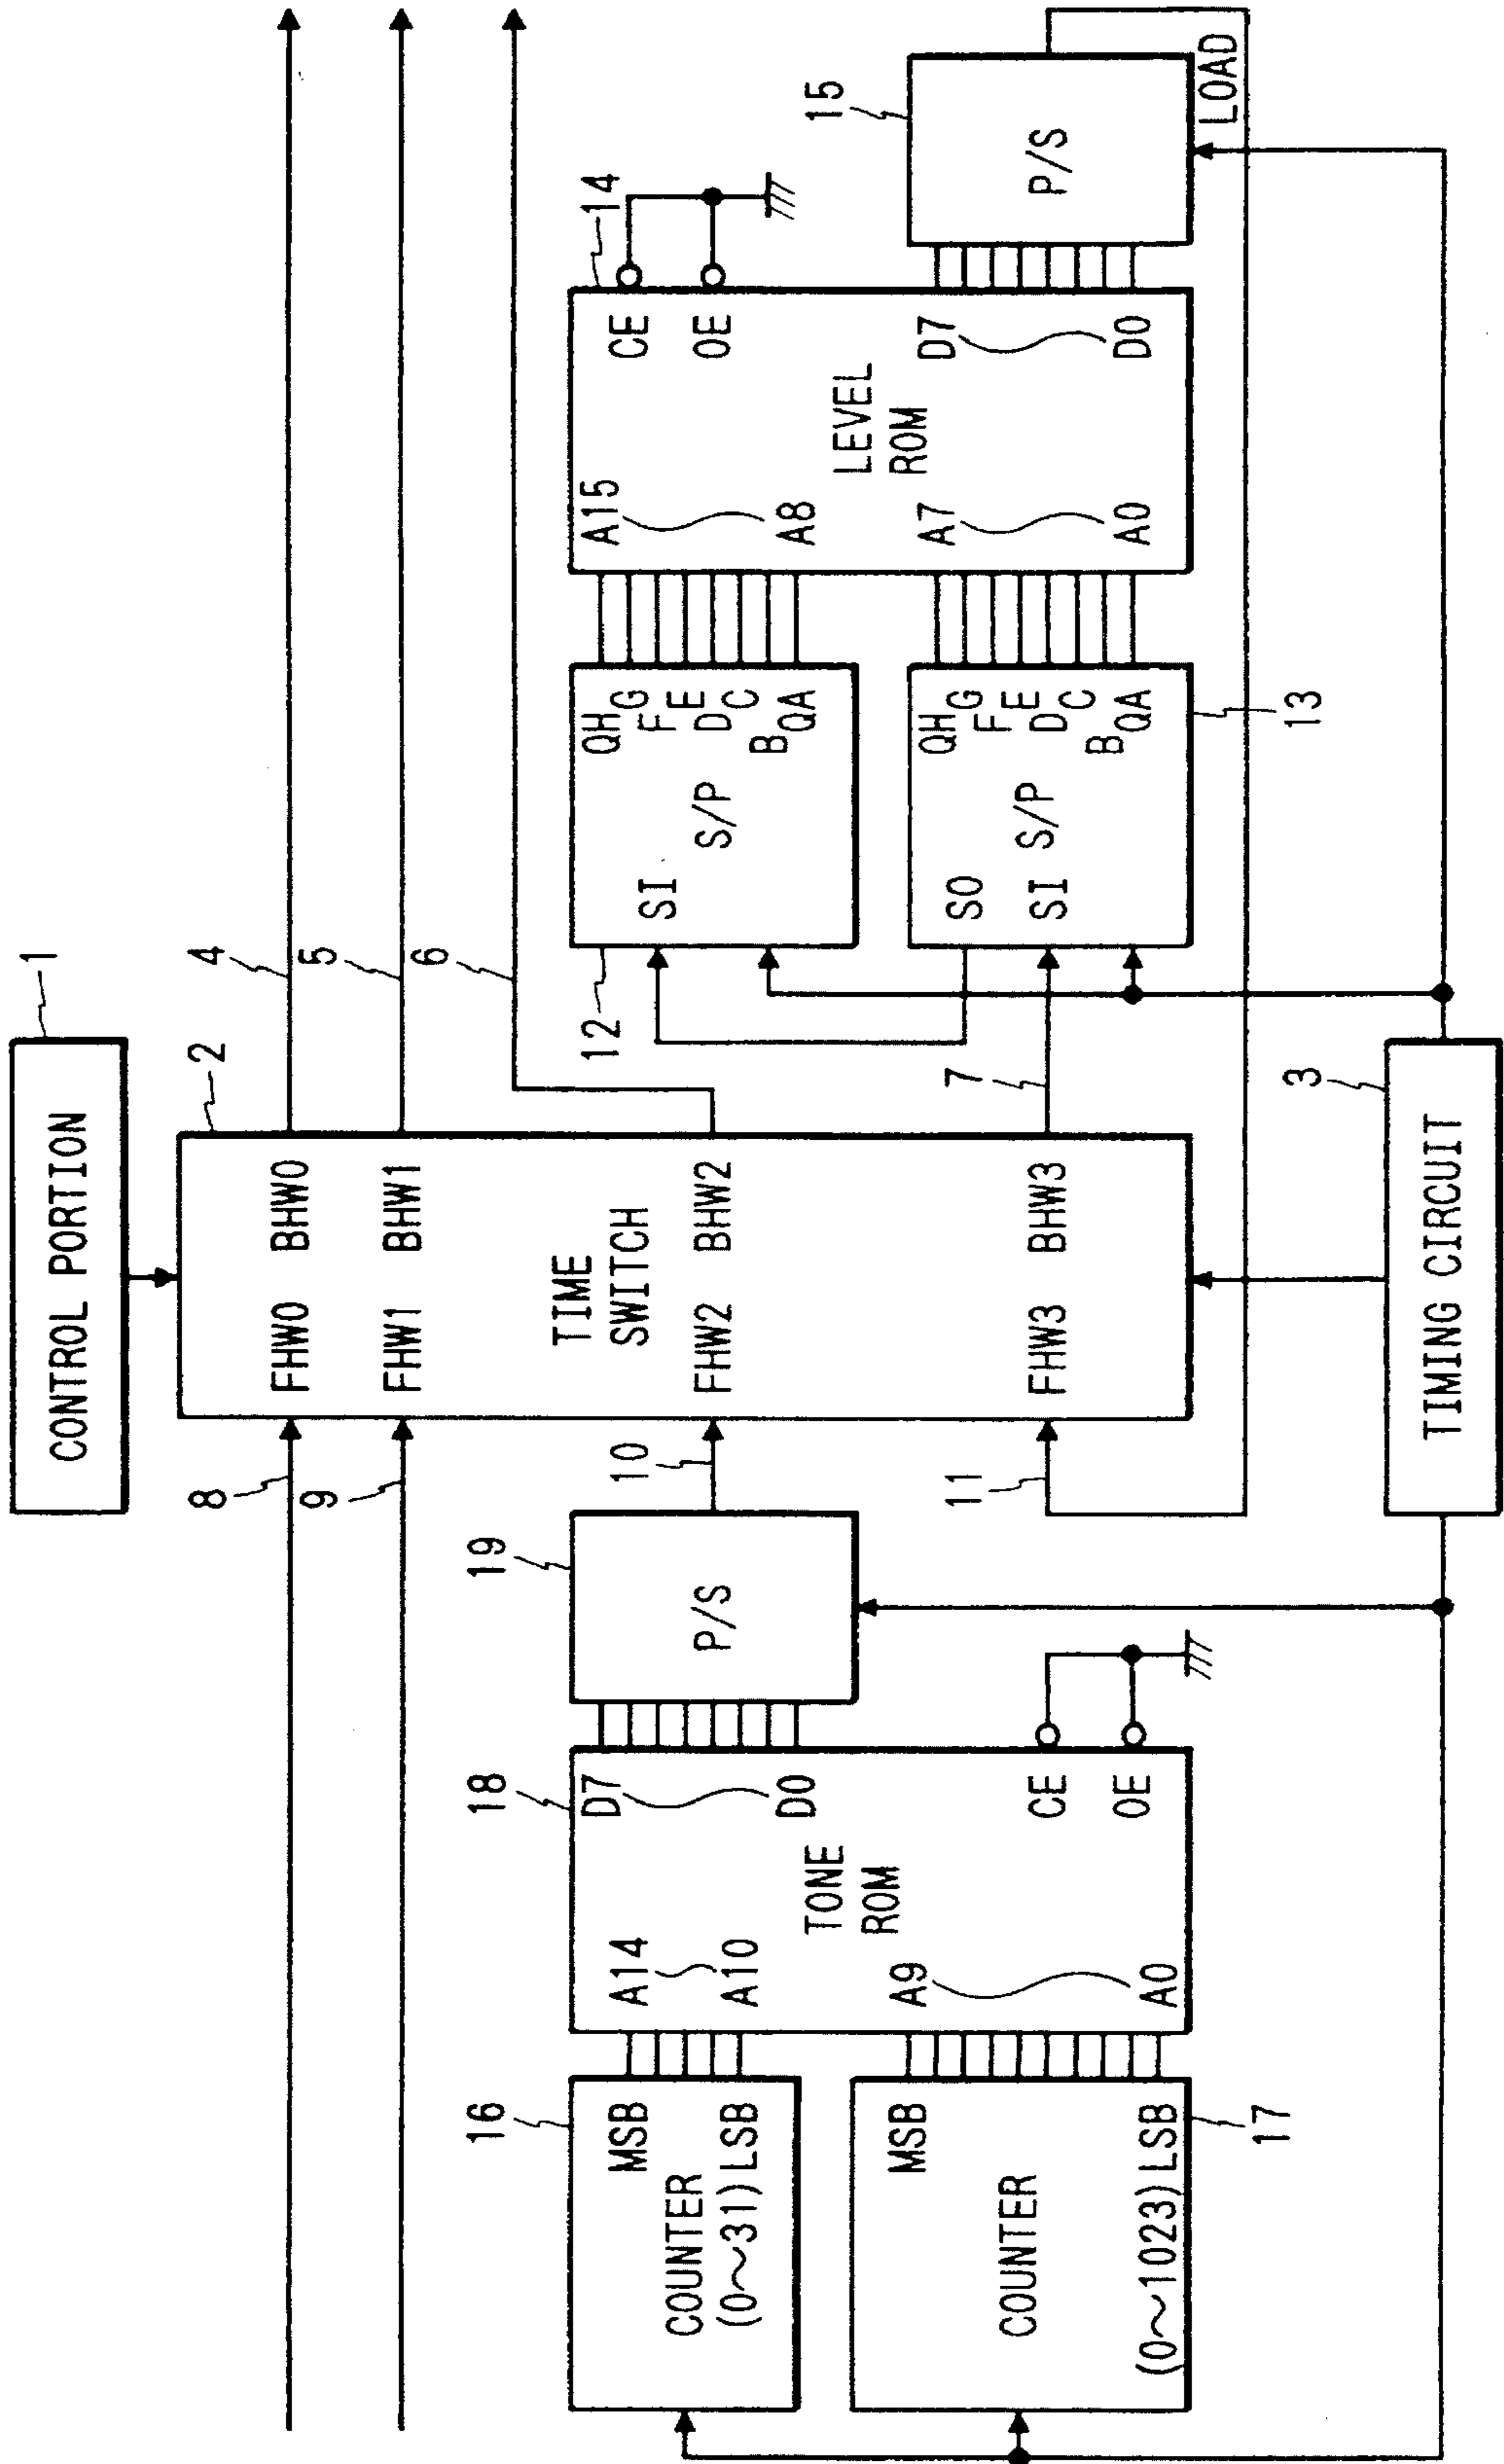 1
CONTROL PORTION
2
4
5
6
8
9
FHW0 BHW0
FHW1 BHW1
TIME
SWITCH
FHW2 BHW2
FHW3 BHW3
10
11
7
3
TIMING CIRCUIT
16
MSB
COUNTER
(0~31) LSB
17
MSB
COUNTER
(0~1023) LSB
18
A14
A10
A9
A0
TONE
ROM
D7
D0
CE
OE
19
P/S
12
SI
S/P
QH
G
F
E
D
C
B
QA
13
SO
SI S/P
QH
G
F
E
D
C
B
QA
14
A15
A8
A7
A0
LEVEL
ROM
CE
OE
D7
D0
15
P/S
LOAD